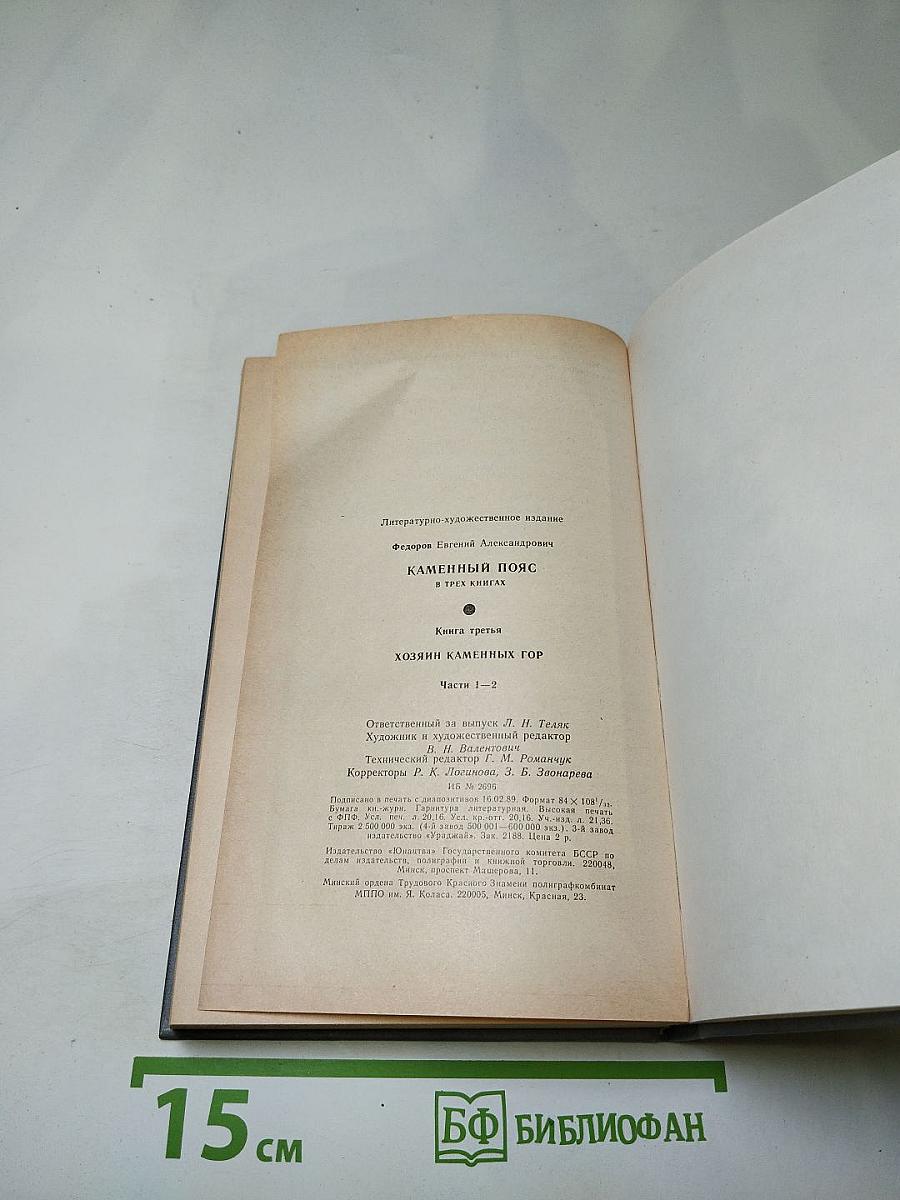 Литературно-художественное издание
Федоров Евгений Александрович
КАМЕННЫЙ ПОЯС
В ТРЕХ КНИГАХ
Книга третья
ХОЗЯИН КАМЕННЫХ ГОР
Части 1—2
Ответственный за выпуск Л. Н. Теляк
Художник и художественный редактор
В. Н. Валентович
Технический редактор Г. М. Романчук
Корректоры Р. К. Логинова, З. Б. Звонарева
ИБ № 2696
Подписано в печать с диапозитивов 16.02.89. Формат 84 × 108 1/32.
Бумага кн.-журн. Гарнитура литературная. Высокая печать
с ФПФ. Усл. печ. л. 20,16. Усл. кр.-отт. 20,16. Уч.-изд. л. 21,36.
Тираж 2 500 000 экз. (4-й завод 500 001—600 000 экз.). 3-й завод
издательство «Ураджай». Зак. 2188. Цена 2 р.
Издательство «Юнацтва» Государственного комитета БССР по
делам издательств, полиграфии и книжной торговли. 220048,
Минск, проспект Машерова, 11.
Минский ордена Трудового Красного Знамени полиграфкомбинат
МППО им. Я. Коласа. 220005, Минск, Красная, 23.
15 см
БФ БИБЛИОФАН